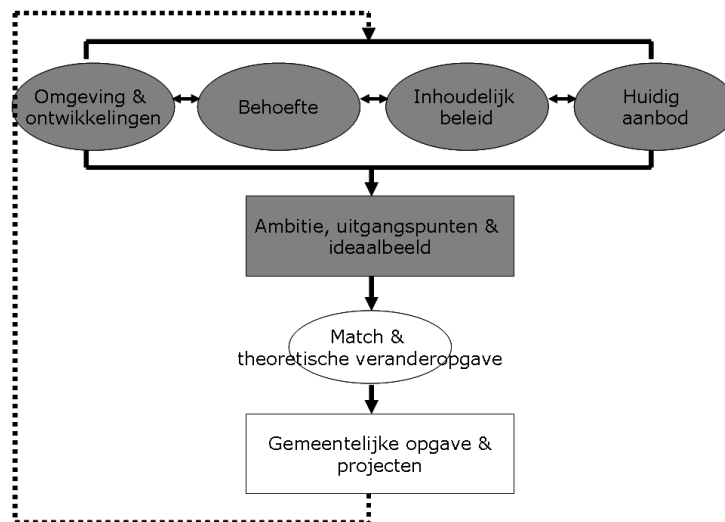 Omgeving &
ontwikkelingen
Behoefte
Inhoudelijk
beleid
Huidig
aanbod
Ambitie, uitgangspunten &
ideaalbeeld
Match &
theoretische veranderopgave
Gemeentelijke opgave &
projecten